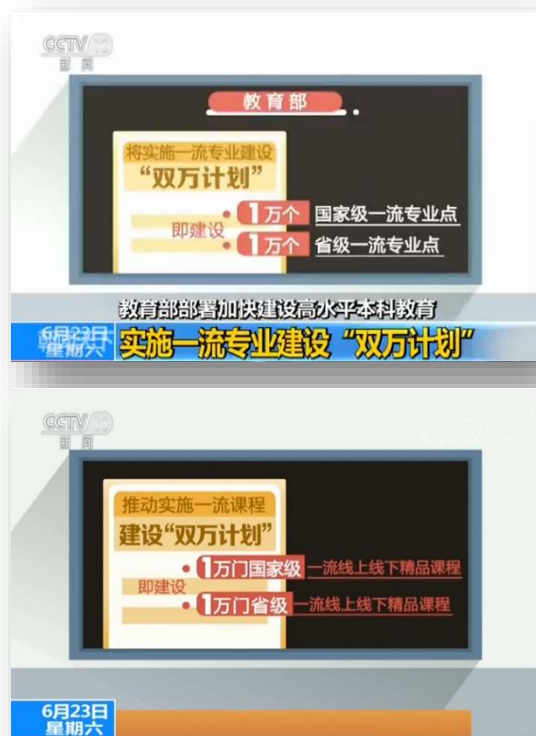 CCTV 13
新闻
教育部
将实施一流专业建设
“双万计划”
即建设
1万个 国家级一流专业点
1万个 省级一流专业点
教育部部署加快建设高水平本科教育
6月23日
星期六
实施一流专业建设“双万计划”
CCTV 13
新闻
推动实施一流课程
建设“双万计划”
即建设
1万门国家级 一流线上线下精品课程
1万门省级 一流线上线下精品课程
6月23日
星期六